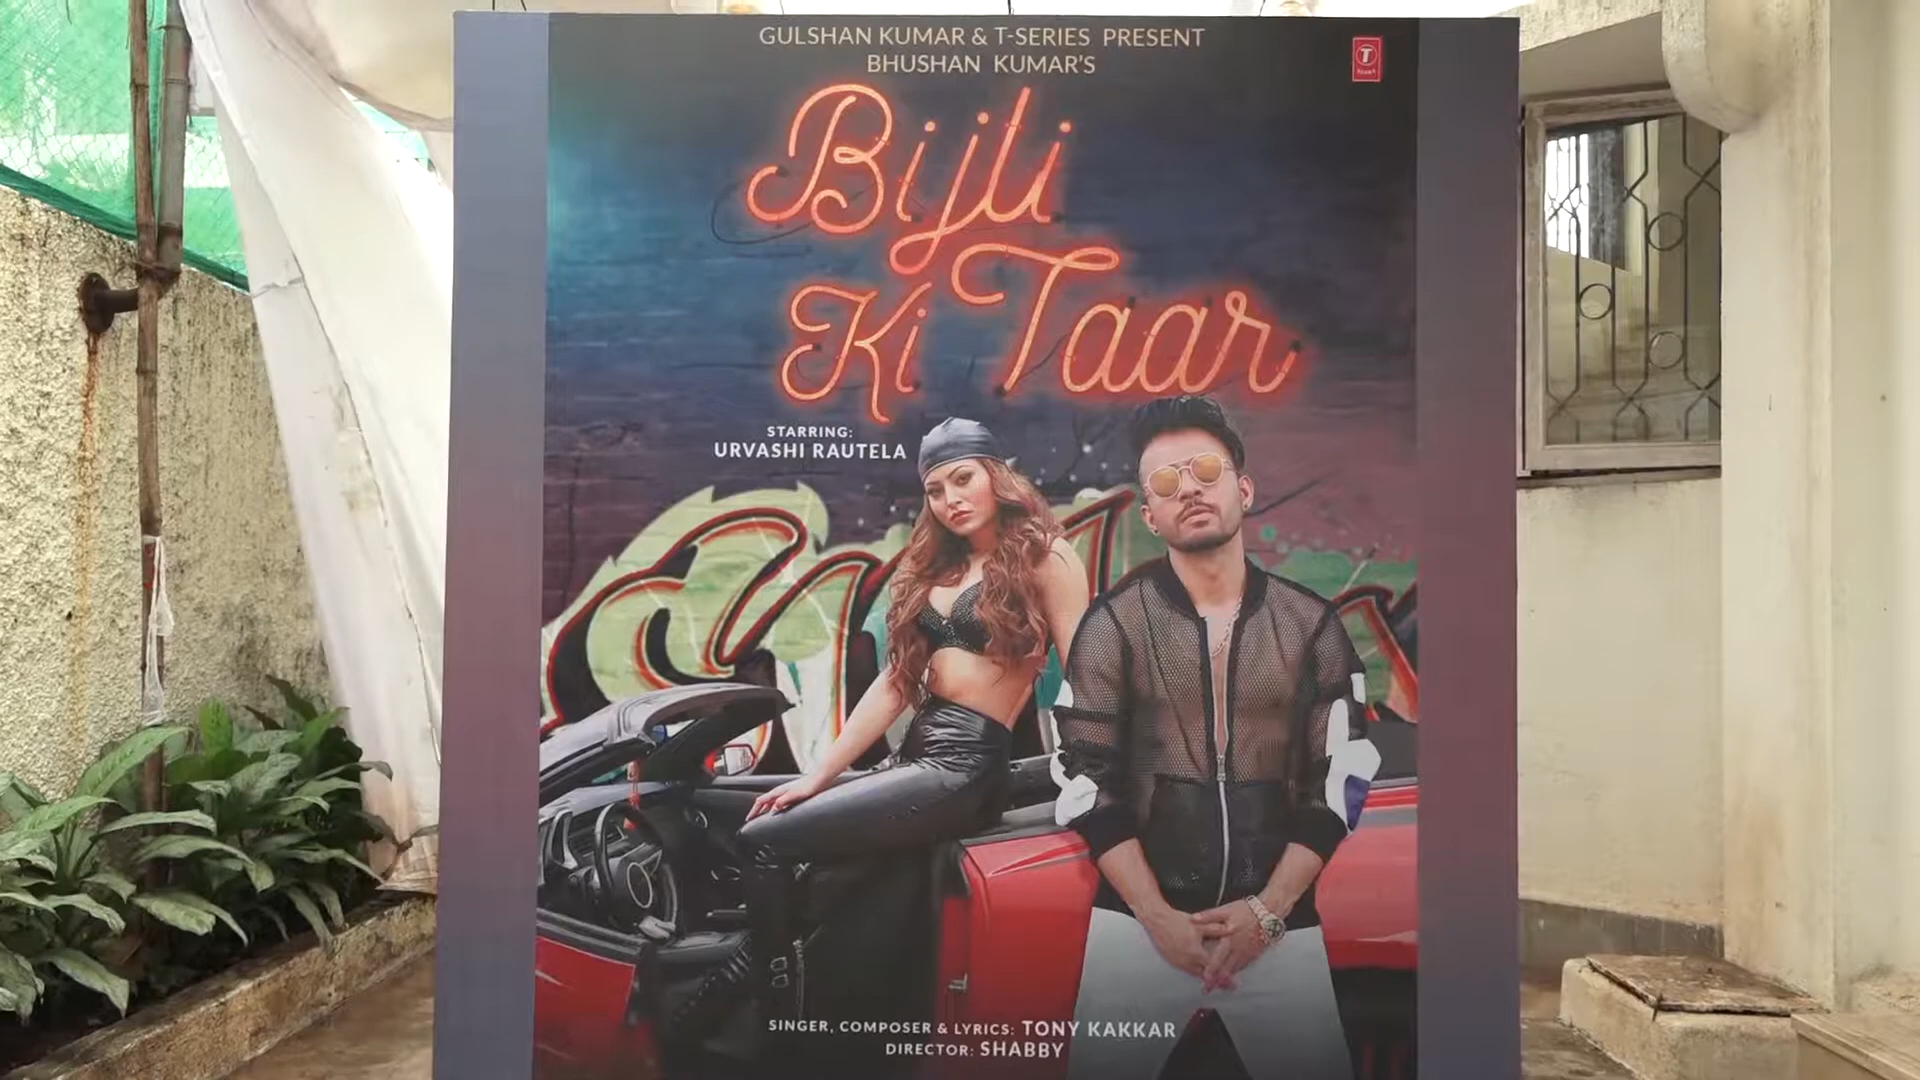 GULSHAN KUMAR & T-SERIES PRESENT
BHUSHAN KUMAR'S
T
Bijli
Ki Taar
STARRING:
URVASHI RAUTELA
SINGER, COMPOSER & LYRICS: TONY KAKKAR
DIRECTOR: SHABBY